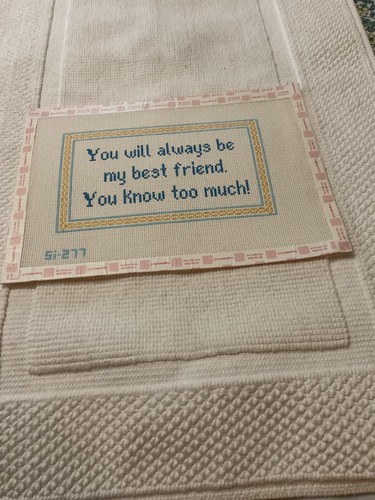 You will always be
my best friend.
You Know too much!
Si-277